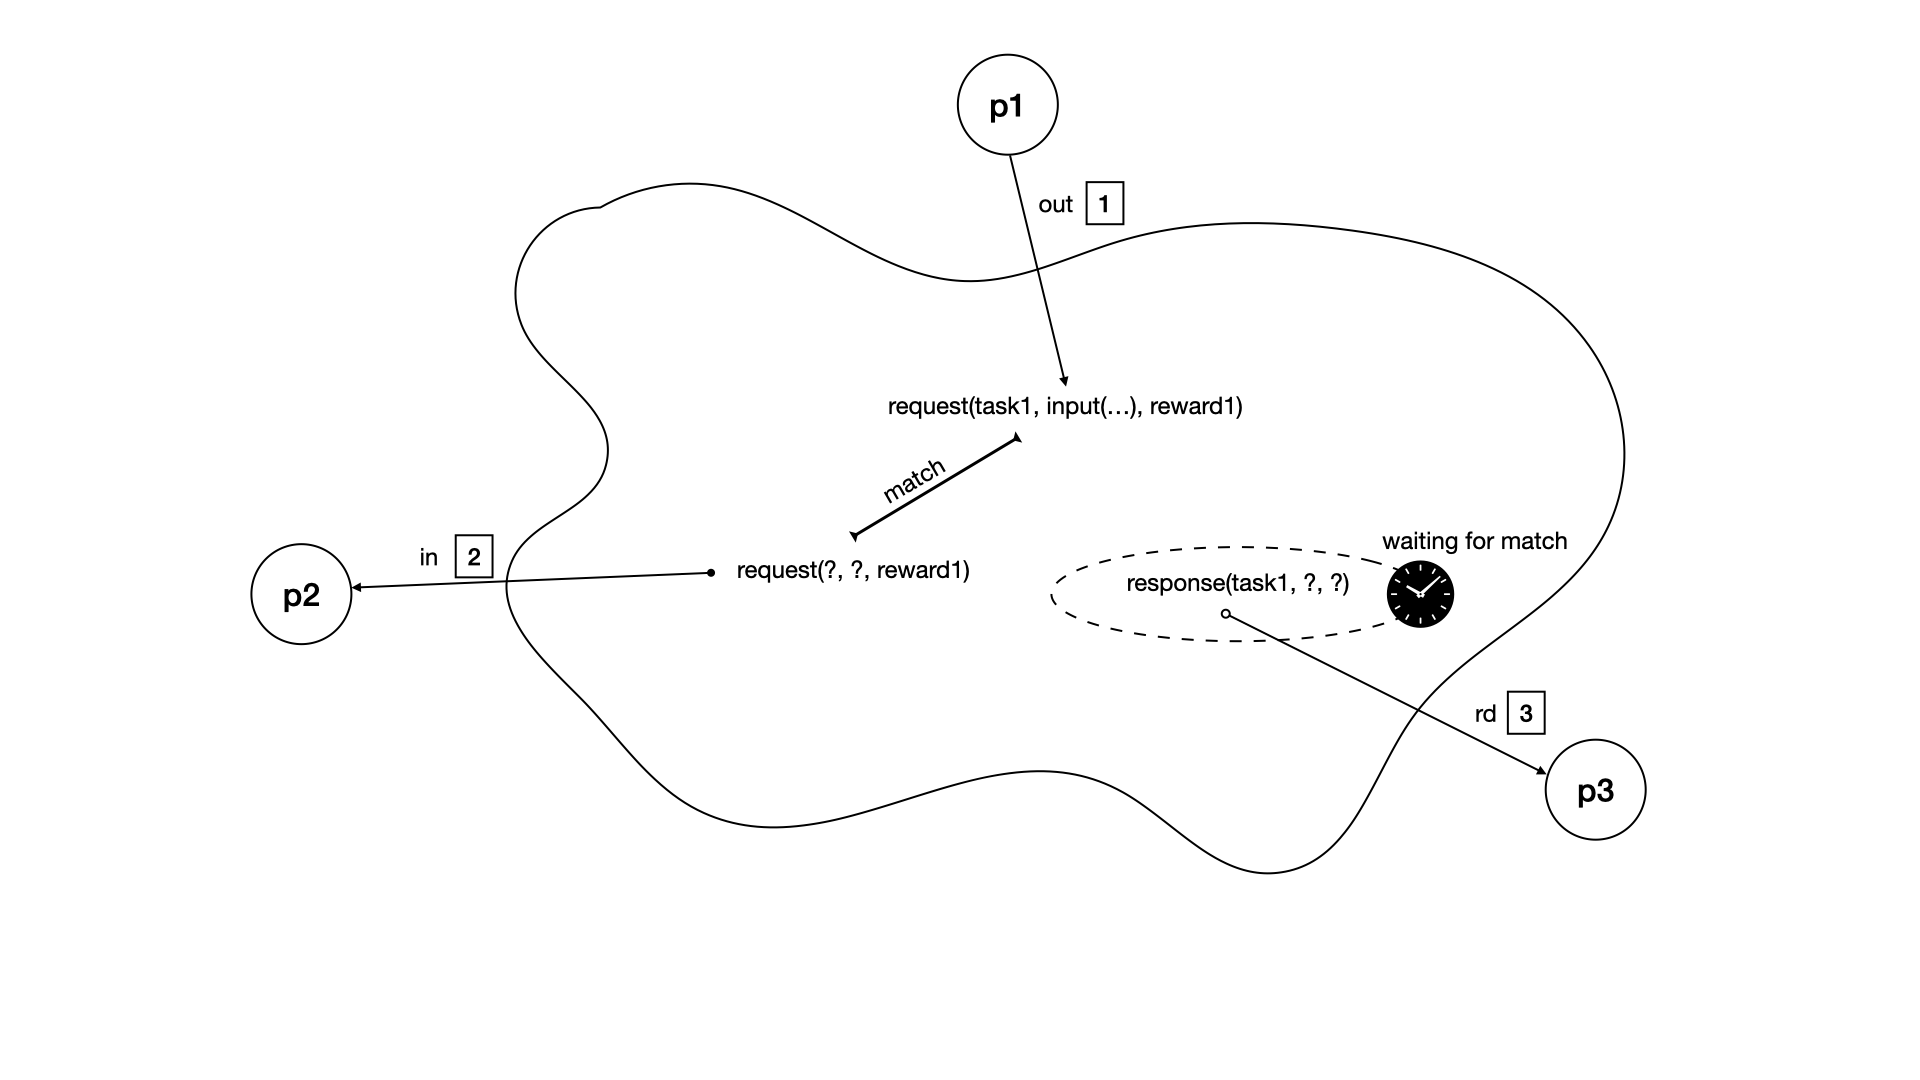 p1
out 1
request(task1, input(…), reward1)
match
waiting for match
in 2
request(?, ?, reward1)
response(task1, ?, ?)
p2
rd 3
p3